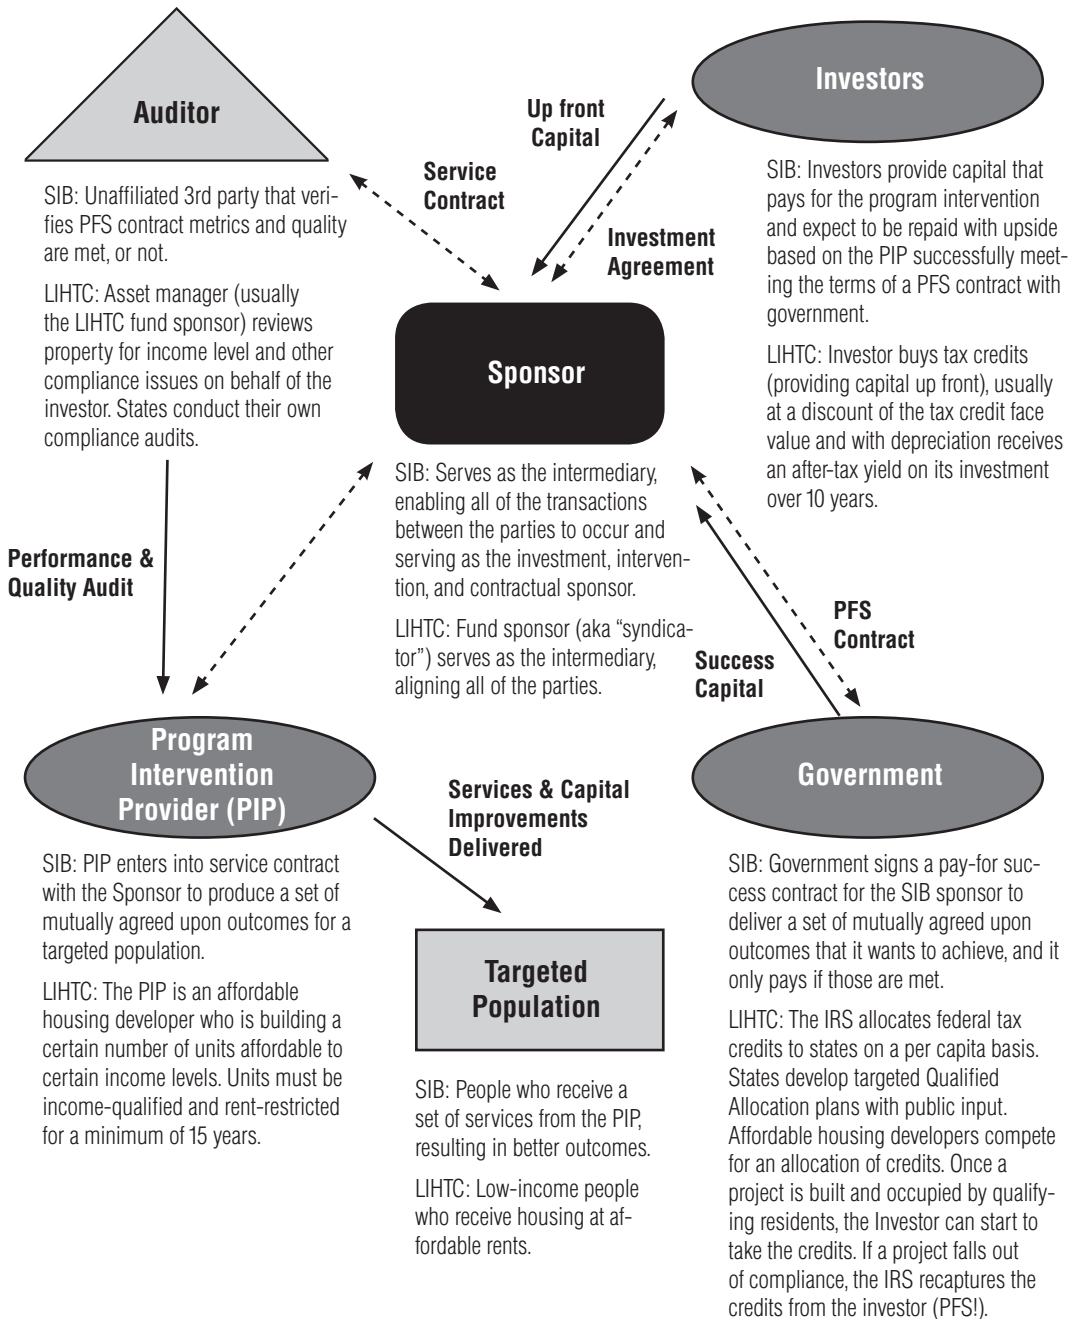 Auditor
SIB: Unaffiliated 3rd party that veri-
fies PFS contract metrics and quality
are met, or not.
LIHTC: Asset manager (usually
the LIHTC fund sponsor) reviews
property for income level and other
compliance issues on behalf of the
investor. States conduct their own
compliance audits.
Service
Contract
Up front
Capital
Investment
Agreement
Investors
SIB: Investors provide capital that
pays for the program intervention
and expect to be repaid with upside
based on the PIP successfully meet-
ing the terms of a PFS contract with
government.
LIHTC: Investor buys tax credits
(providing capital up front), usually
at a discount of the tax credit face
value and with depreciation receives
an after-tax yield on its investment
over 10 years.
Sponsor
SIB: Serves as the intermediary,
enabling all of the transactions
between the parties to occur and
serving as the investment, interven-
tion, and contractual sponsor.
LIHTC: Fund sponsor (aka “syndica-
tor”) serves as the intermediary,
aligning all of the parties.
Performance &
Quality Audit
PFS
Contract
Success
Capital
Program
Intervention
Provider (PIP)
SIB: PIP enters into service contract
with the Sponsor to produce a set of
mutually agreed upon outcomes for a
targeted population.
LIHTC: The PIP is an affordable
housing developer who is building a
certain number of units affordable to
certain income levels. Units must be
income-qualified and rent-restricted
for a minimum of 15 years.
Services & Capital
Improvements
Delivered
Targeted
Population
SIB: People who receive a
set of services from the PIP,
resulting in better outcomes.
LIHTC: Low-income people
who receive housing at af-
fordable rents.
Government
SIB: Government signs a pay-for suc-
cess contract for the SIB sponsor to
deliver a set of mutually agreed upon
outcomes that it wants to achieve, and it
only pays if those are met.
LIHTC: The IRS allocates federal tax
credits to states on a per capita basis.
States develop targeted Qualified
Allocation plans with public input.
Affordable housing developers compete
for an allocation of credits. Once a
project is built and occupied by qualify-
ing residents, the Investor can start to
take the credits. If a project falls out
of compliance, the IRS recaptures the
credits from the investor (PFS!).